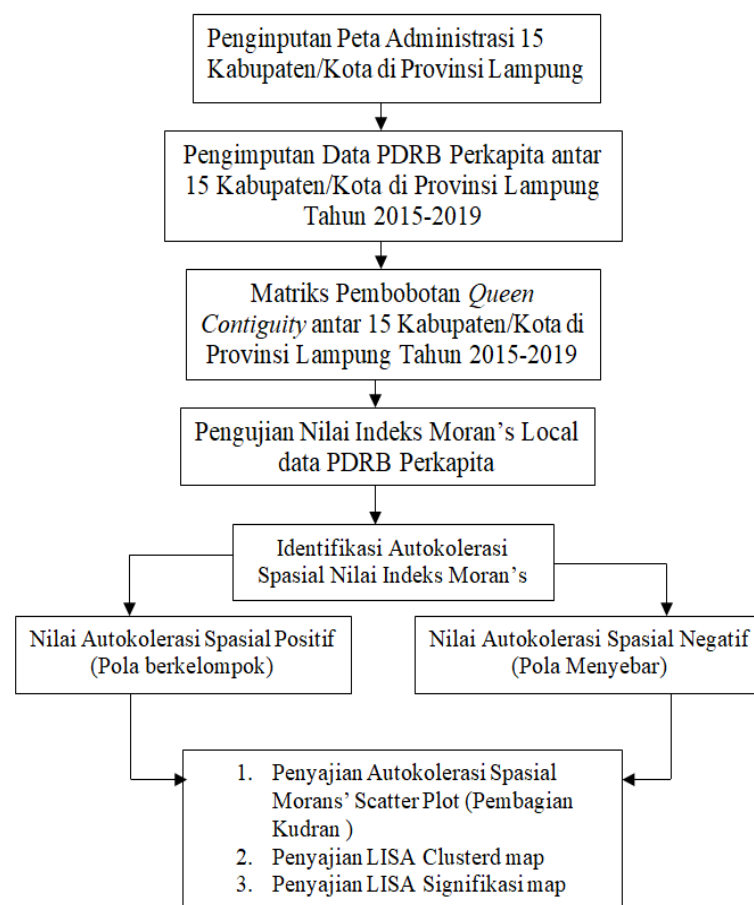 Penginputan Peta Administrasi 15
Kabupaten/Kota di Provinsi Lampung
Pengimputan Data PDRB Perkapita antar
15 Kabupaten/Kota di Provinsi Lampung
Tahun 2015-2019
Matriks Pembobotan Queen
Contiguity antar 15 Kabupaten/Kota di
Provinsi Lampung Tahun 2015-2019
Pengujian Nilai Indeks Moran’s Local
data PDRB Perkapita
Identifikasi Autokolerasi
Spasial Nilai Indeks Moran’s
Nilai Autokolerasi Spasial Positif
(Pola berkelompok)
Nilai Autokolerasi Spasial Negatif
(Pola Menyebar)
1. Penyajian Autokolerasi Spasial
Morans’ Scatter Plot (Pembagian
Kudran )
2. Penyajian LISA Clusterd map
3. Penyajian LISA Signifikasi map